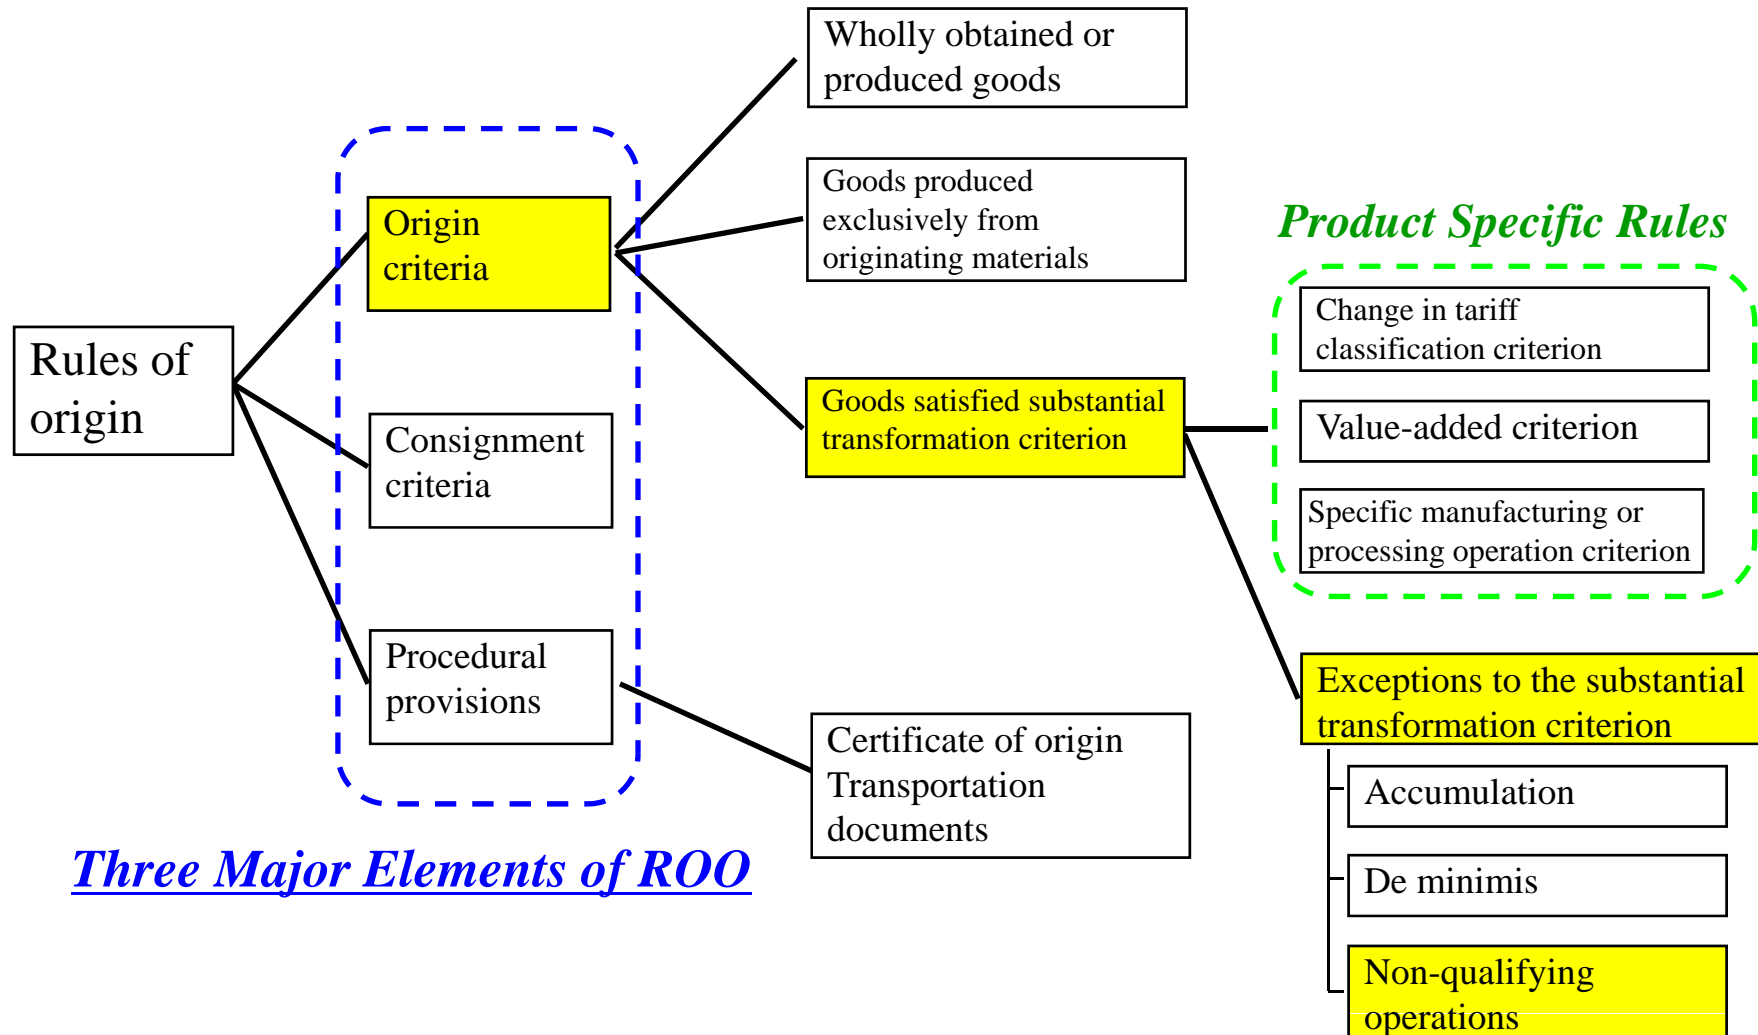 Rules of
origin
Origin
criteria
Consignment
criteria
Procedural
provisions
Three Major Elements of ROO
Wholly obtained or
produced goods
Goods produced
exclusively from
originating materials
Goods satisfied substantial
transformation criterion
Certificate of origin
Transportation
documents
Product Specific Rules
Change in tariff
classification criterion
Value-added criterion
Specific manufacturing or
processing operation criterion
Exceptions to the substantial
transformation criterion
Accumulation
De minimis
Non-qualifying
operations